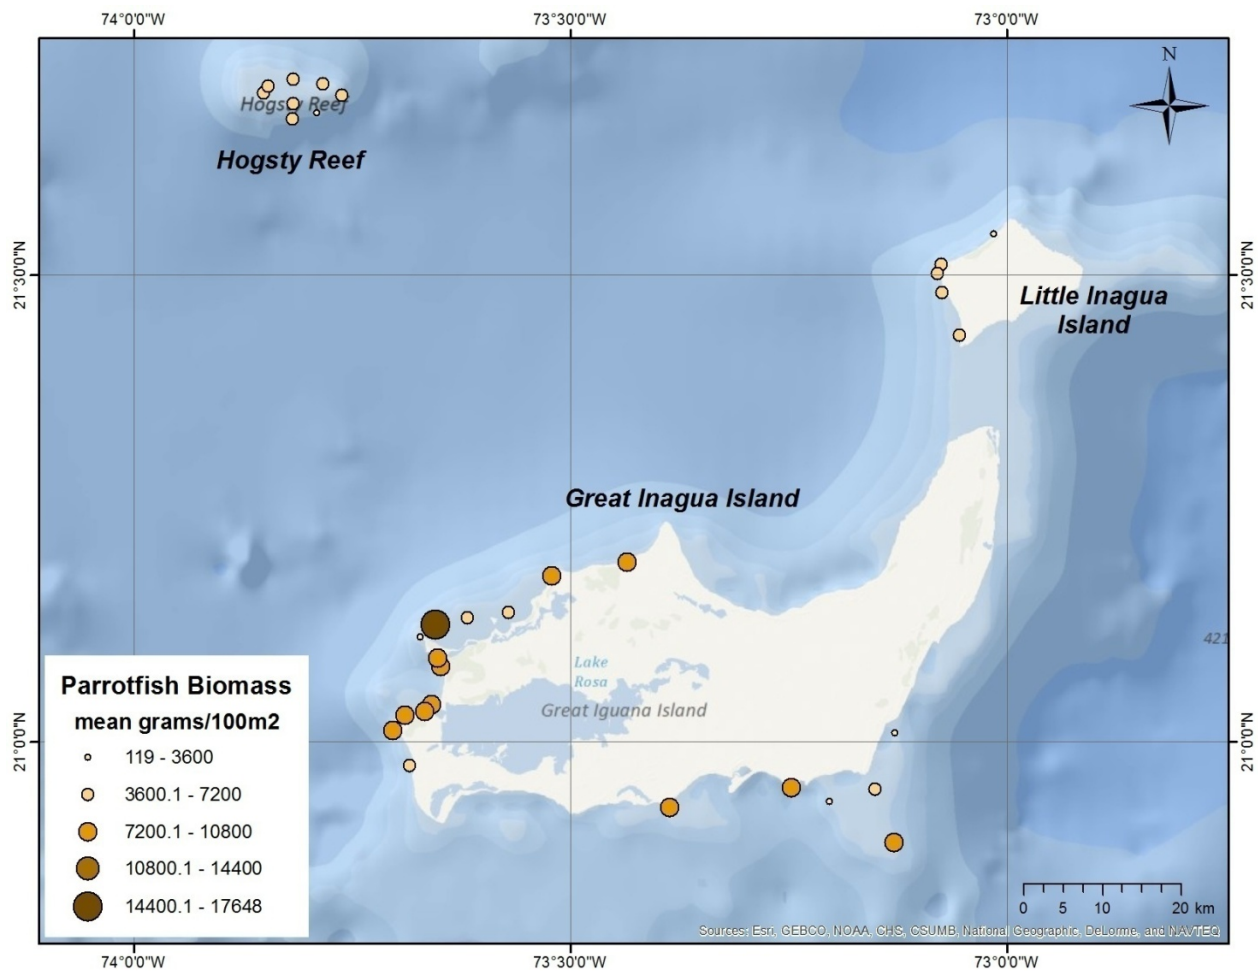 74°0'0"W
73°30'0"W
73°0'0"W
N
Hogsty Reef
Hogsty Reef
21°30'0"N
21°30'0"N
Little Inagua
Island
Great Inagua Island
421
Lake
Rosa
Great Iguana Island
21°0'0"N
21°0'0"N
Parrotfish Biomass
mean grams/100m2
119 - 3600
3600.1 - 7200
7200.1 - 10800
10800.1 - 14400
14400.1 - 17648
0 5 10 20 km
Sources: Esri, GEBCO, NOAA, CHS, CSUMB, National Geographic, DeLorme, and NAVTEQ
74°0'0"W
73°30'0"W
73°0'0"W